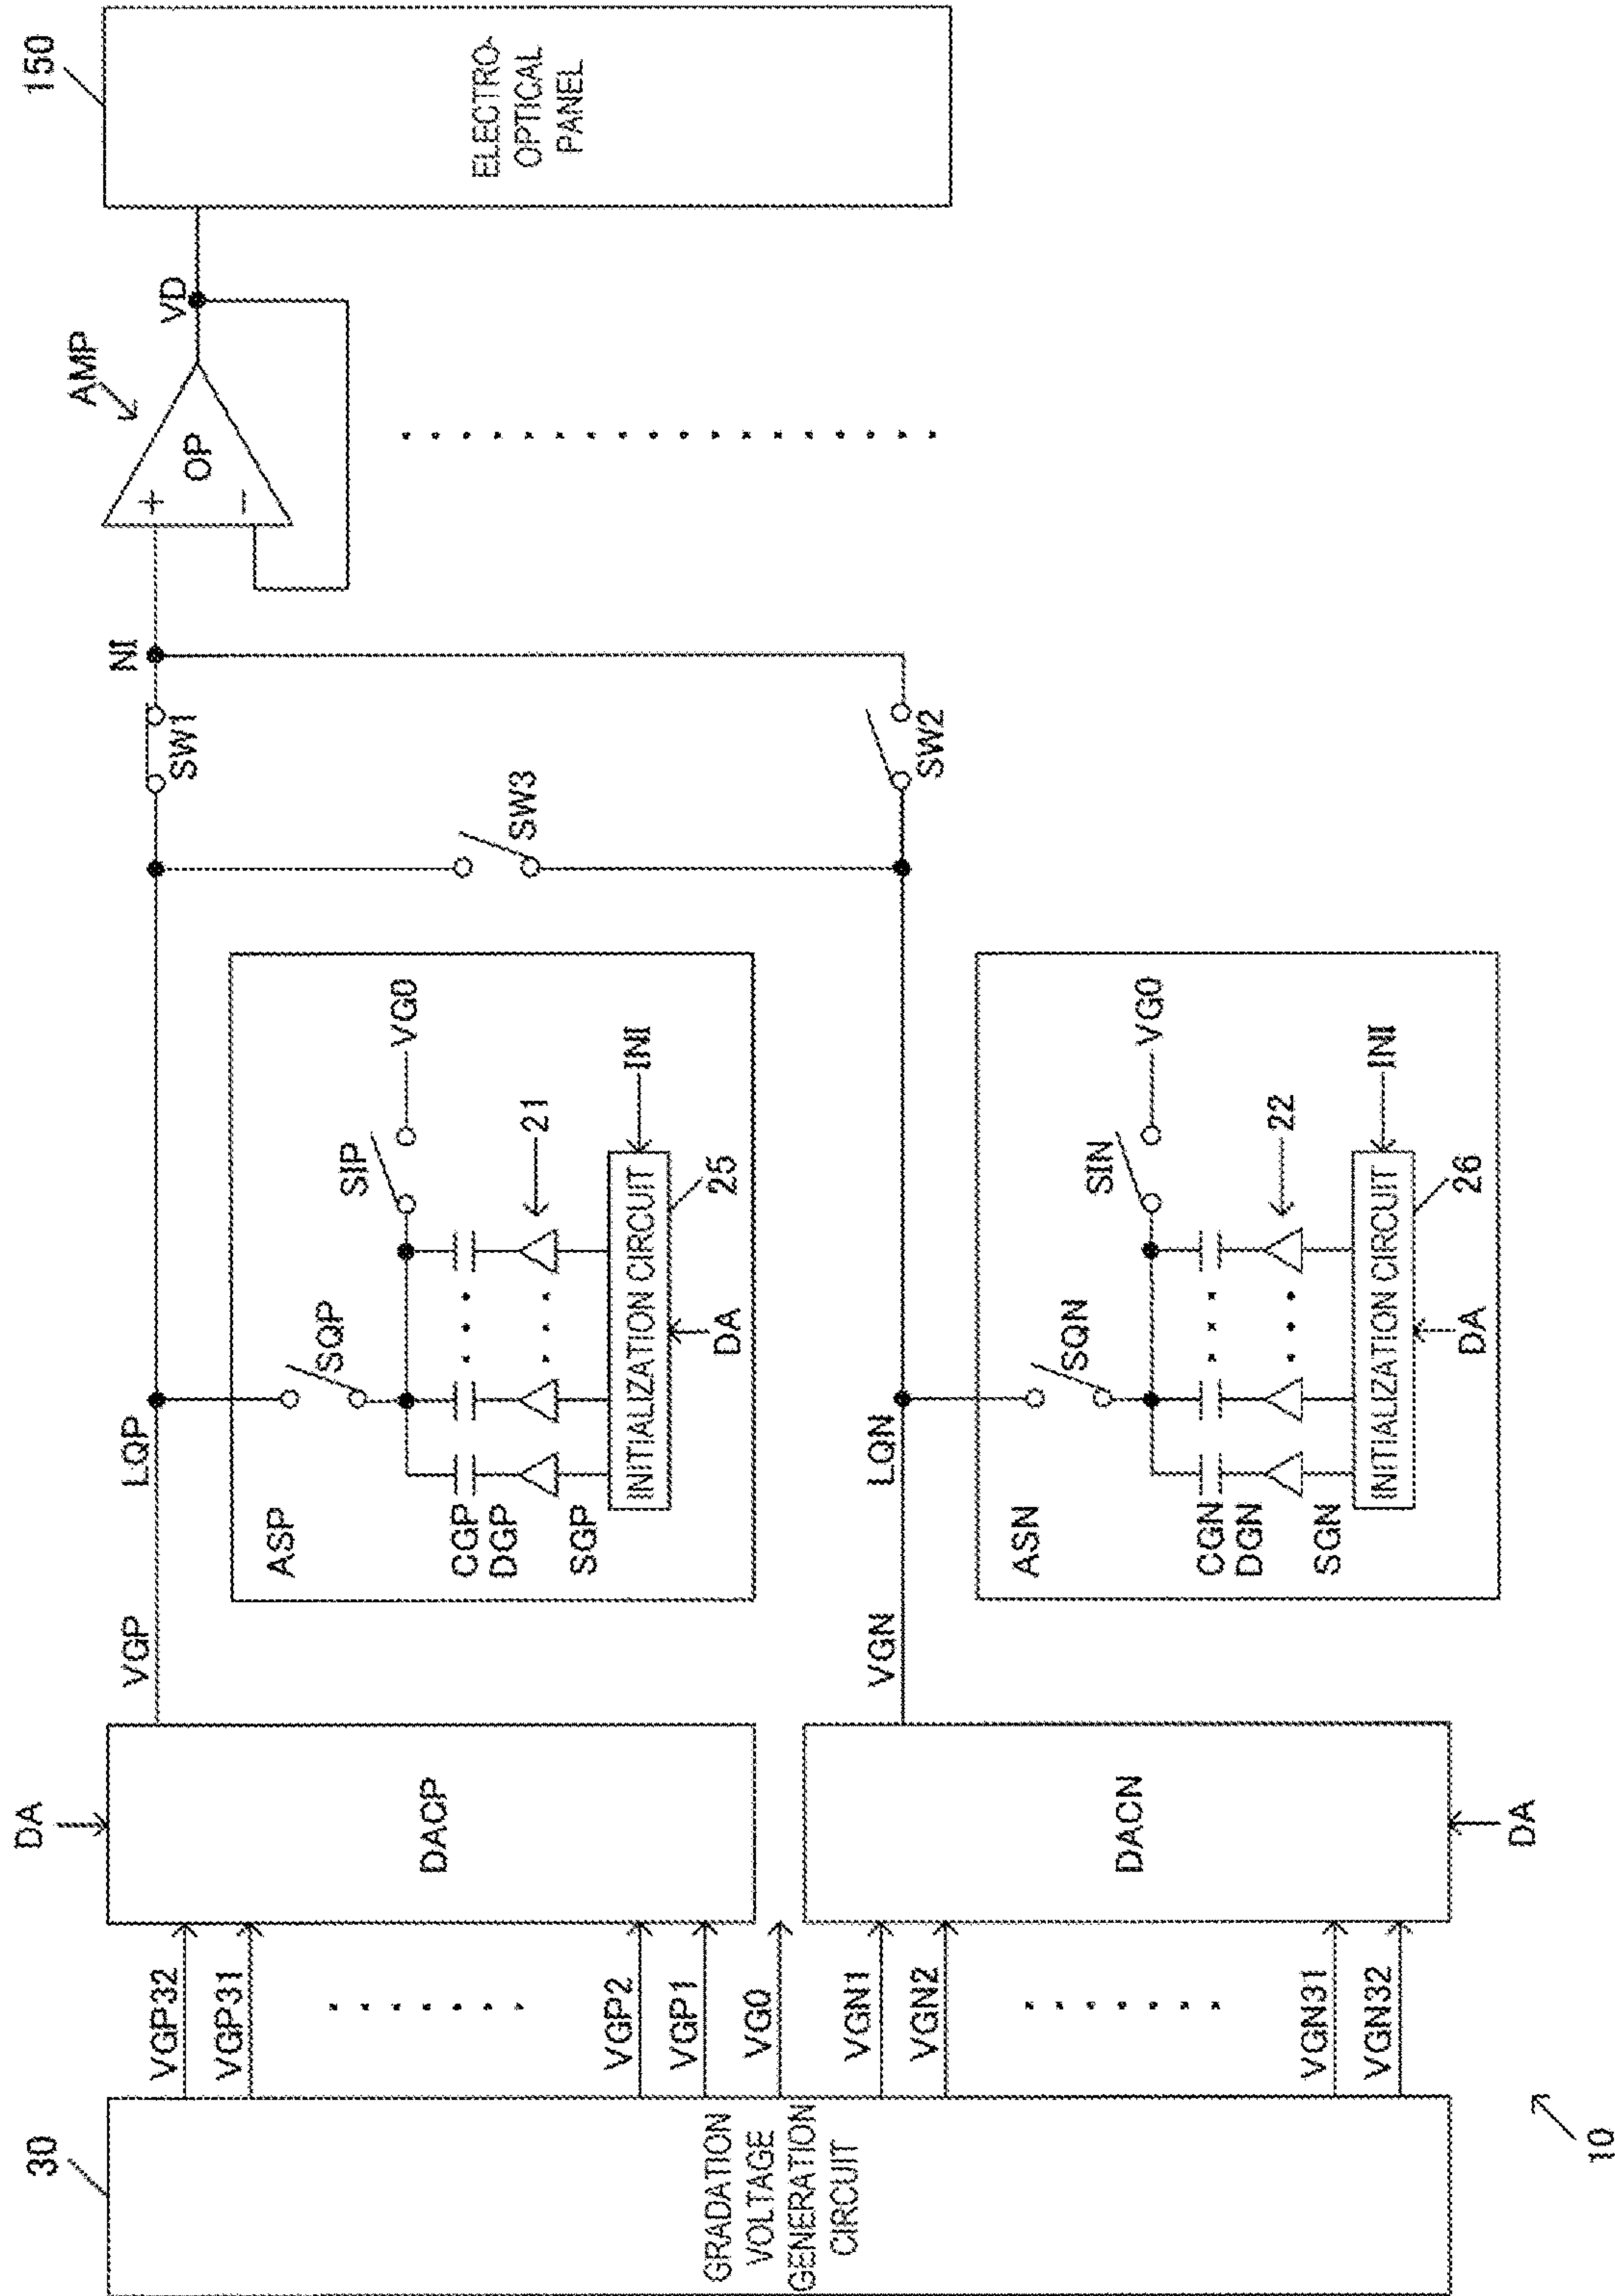 30
GRADATION
VOLTAGE
GENERATION
CIRCUIT
10
VGP32
VGP31
VGP2
VGP1
VG0
VGN1
VGN2
VGN31
VGN32
DA
DACP
DACN
DA
VGP
LQP
ASP
SQP
SIP
VG0
CGP
DGP
21
SGP
INITIALIZATION CIRCUIT
INI
DA
25
VGN
LQN
ASN
SQN
SIN
VG0
CGN
DGN
22
SGN
INITIALIZATION CIRCUIT
INI
DA
26
SW1
SW3
SW2
NI
AMP
+
OP
−
VD
150
ELECTRO-
OPTICAL
PANEL